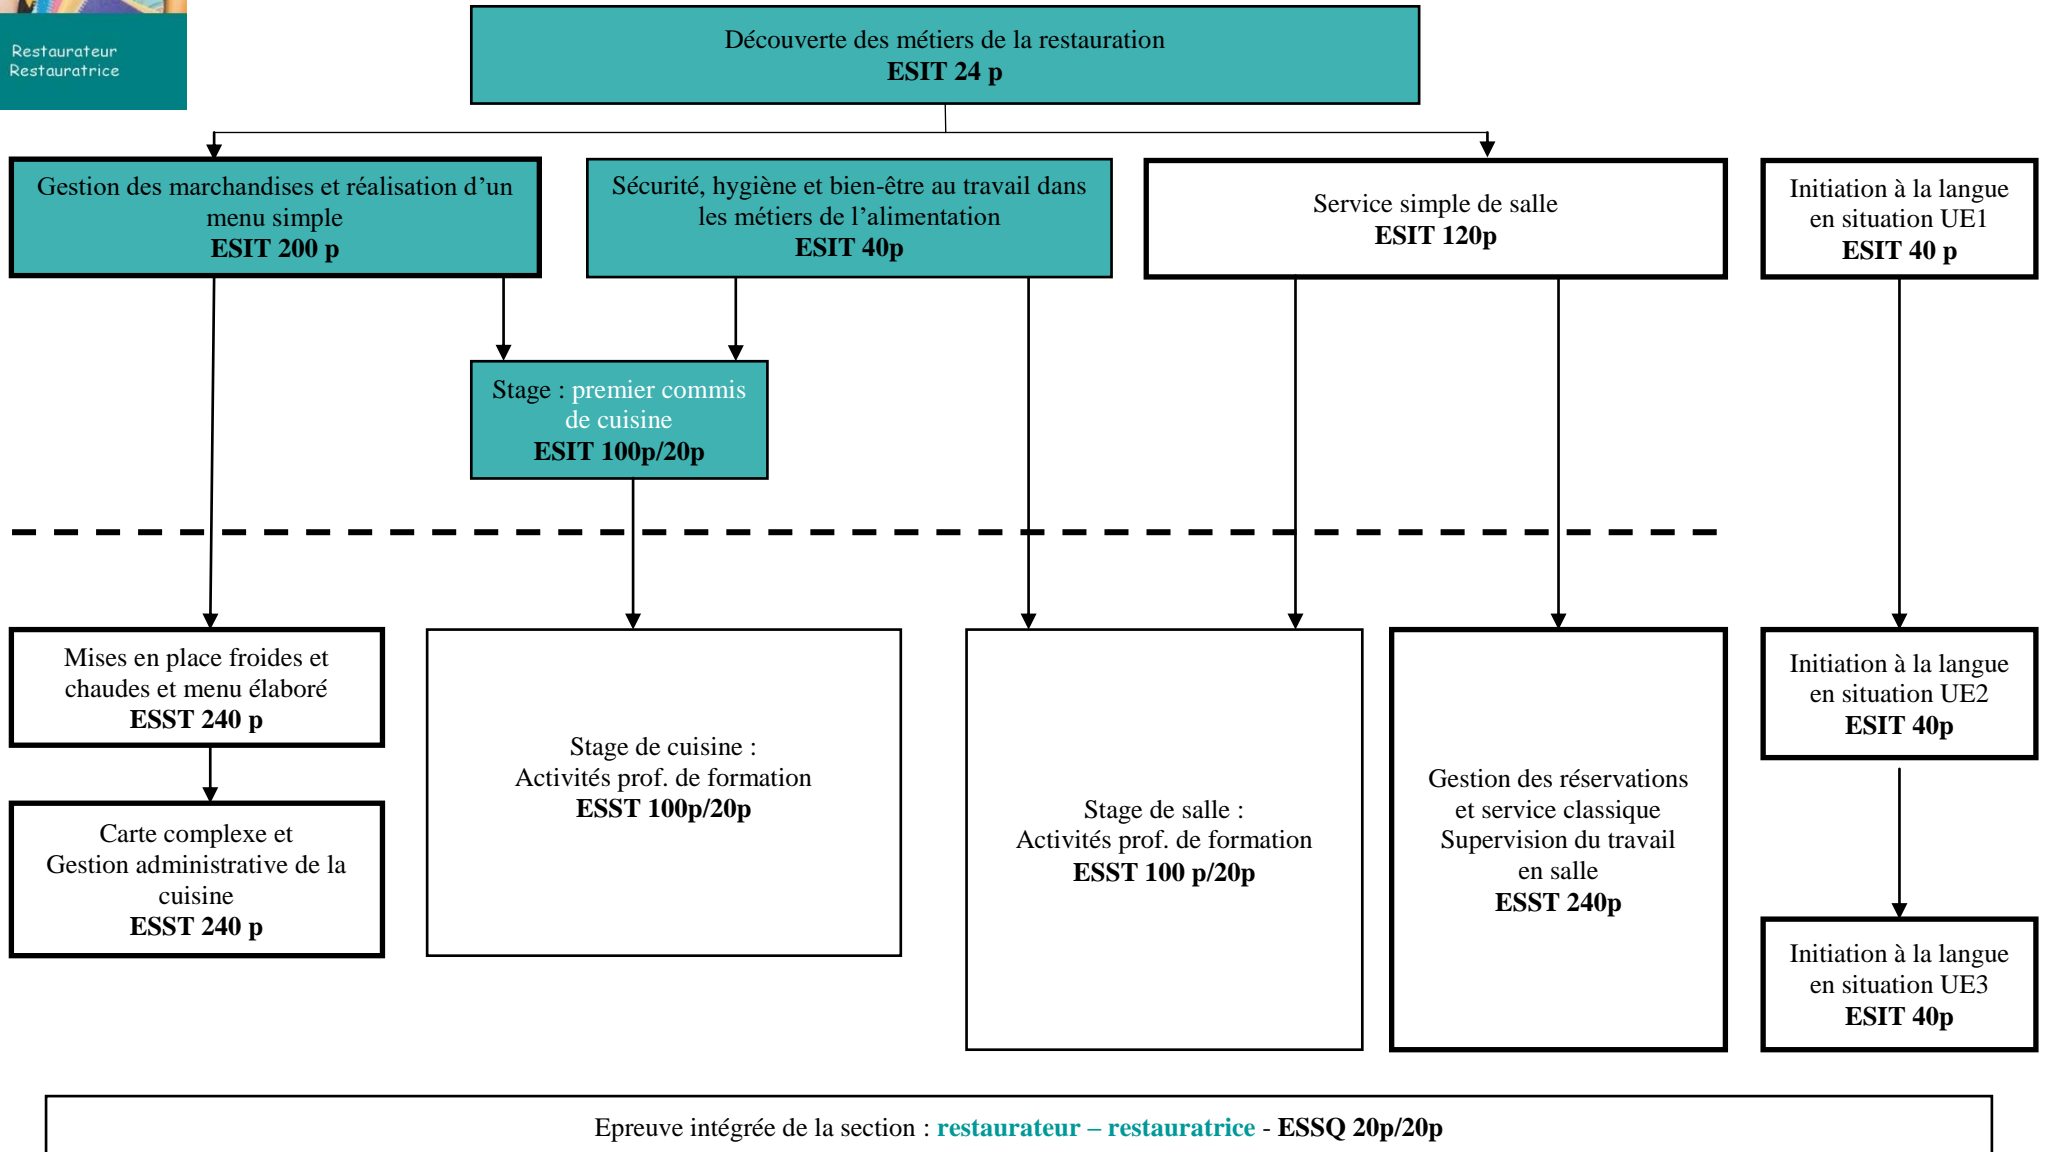 Restaurateur
Restauratrice
Découverte des métiers de la restauration
ESIT 24 p
Gestion des marchandises et réalisation d’un
menu simple
ESIT 200 p
Sécurité, hygiène et bien-être au travail dans
les métiers de l’alimentation
ESIT 40p
Service simple de salle
ESIT 120p
Initiation à la langue
en situation UE1
ESIT 40 p
Stage : premier commis
de cuisine
ESIT 100p/20p
Mises en place froides et
chaudes et menu élaboré
ESST 240 p
Stage de cuisine :
Activités prof. de formation
ESST 100p/20p
Stage de salle :
Activités prof. de formation
ESST 100 p/20p
Gestion des réservations
et service classique
Supervision du travail
en salle
ESST 240p
Initiation à la langue
en situation UE2
ESIT 40p
Carte complexe et
Gestion administrative de la
cuisine
ESST 240 p
Initiation à la langue
en situation UE3
ESIT 40p
Epreuve intégrée de la section : restaurateur – restauratrice - ESSQ 20p/20p